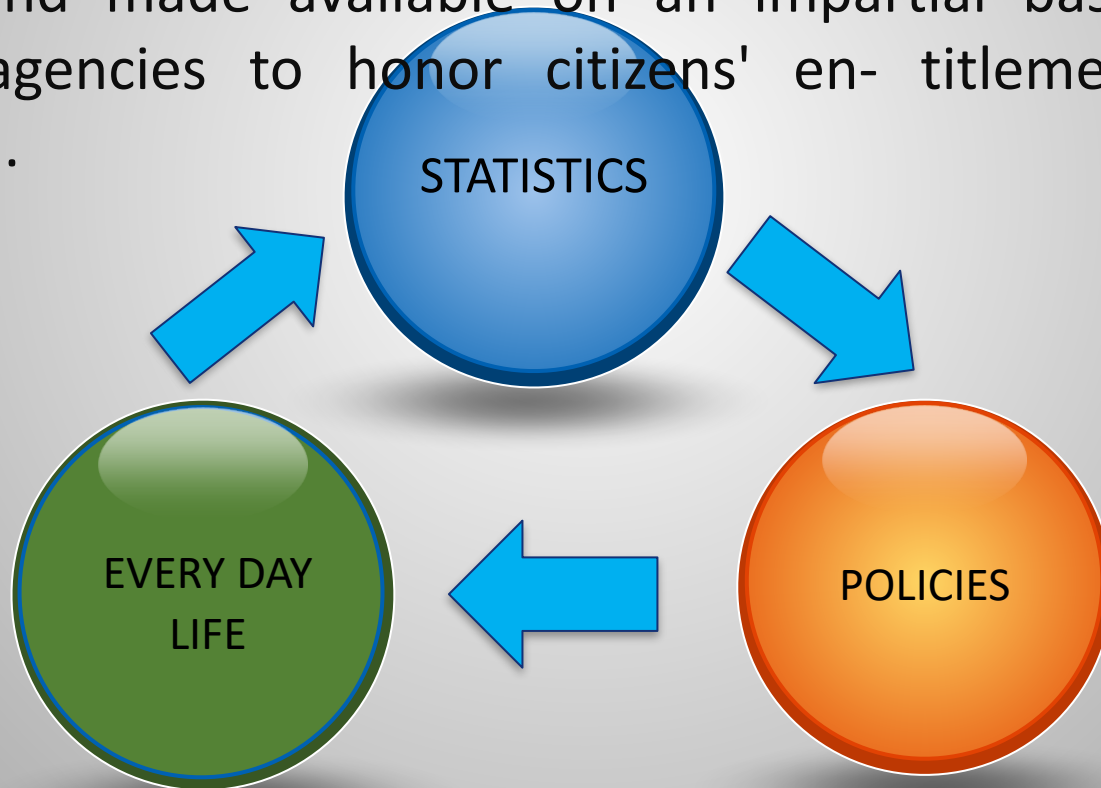 made available on an impartial
agencies to honor citizens' en-
.
STATISTICS
EVERY DAY
LIFE
POLICIES